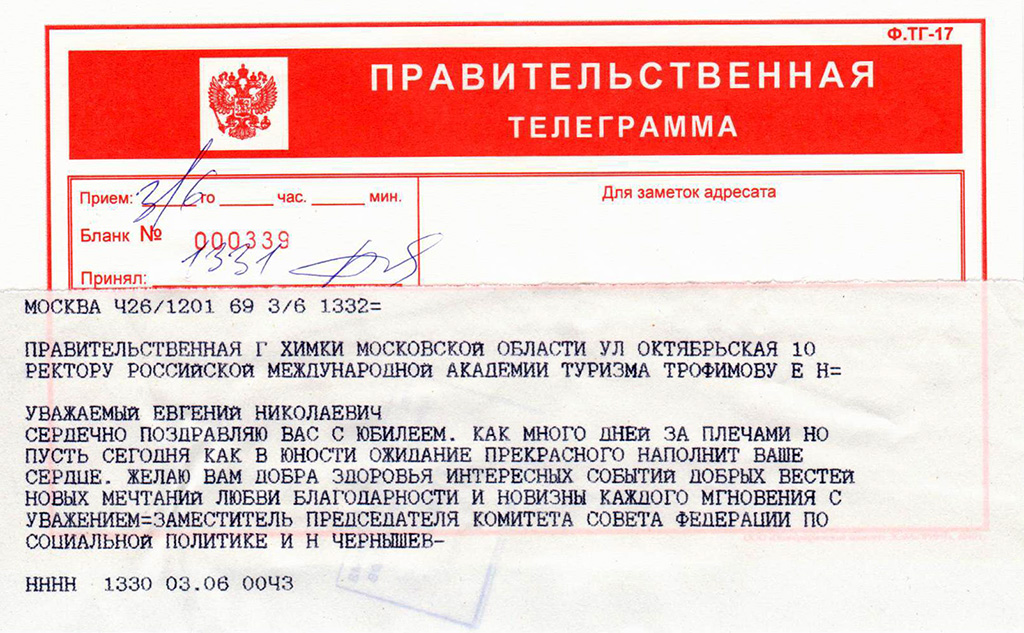 Ф.ТГ-17
ПРАВИТЕЛЬСТВЕННАЯ
ТЕЛЕГРАММА
Прием: 3/6 го ______ час. ______ мин.
Для заметок адресата
Бланк № 000339
1331
Принял:
МОСКВА Ч26/1201 69 3/6 1332=
ПРАВИТЕЛЬСТВЕННАЯ Г ХИМКИ МОСКОВСКОЙ ОБЛАСТИ УЛ ОКТЯБРЬСКАЯ 10
РЕКТОРУ РОССИЙСКОЙ МЕЖДУНАРОДНОЙ АКАДЕМИИ ТУРИЗМА ТРОФИМОВУ Е Н=
УВАЖАЕМЫЙ ЕВГЕНИЙ НИКОЛАЕВИЧ
СЕРДЕЧНО ПОЗДРАВЛЯЮ ВАС С ЮБИЛЕЕМ. КАК МНОГО ДНЕЙ ЗА ПЛЕЧАМИ НО
ПУСТЬ СЕГОДНЯ КАК В ЮНОСТИ ОЖИДАНИЕ ПРЕКРАСНОГО НАПОЛНИТ ВАШЕ
СЕРДЦЕ. ЖЕЛАЮ ВАМ ДОБРА ЗДОРОВЬЯ ИНТЕРЕСНЫХ СОБЫТИЙ ДОБРЫХ ВЕСТЕЙ
НОВЫХ МЕЧТАНИЙ ЛЮБВИ БЛАГОДАРНОСТИ И НОВИЗНЫ КАЖДОГО МГНОВЕНИЯ С
УВАЖЕНИЕМ=ЗАМЕСТИТЕЛЬ ПРЕДСЕДАТЕЛЯ КОМИТЕТА СОВЕТА ФЕДЕРАЦИИ ПО
СОЦИАЛЬНОЙ ПОЛИТИКЕ И Н ЧЕРНЫШЕВ-
НННН 1330 03.06 00Ч3